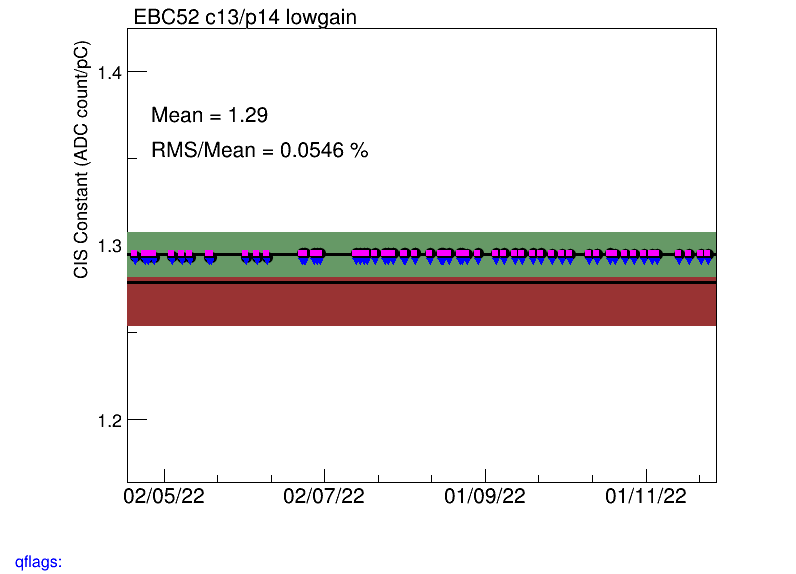 EBC52 c13/p14 lowgain
CIS Constant (ADC count/pC)
1.4
Mean = 1.29
RMS/Mean = 0.0546 %
1.3
1.2
02/05/22 02/07/22 01/09/22 01/11/22
qflags: